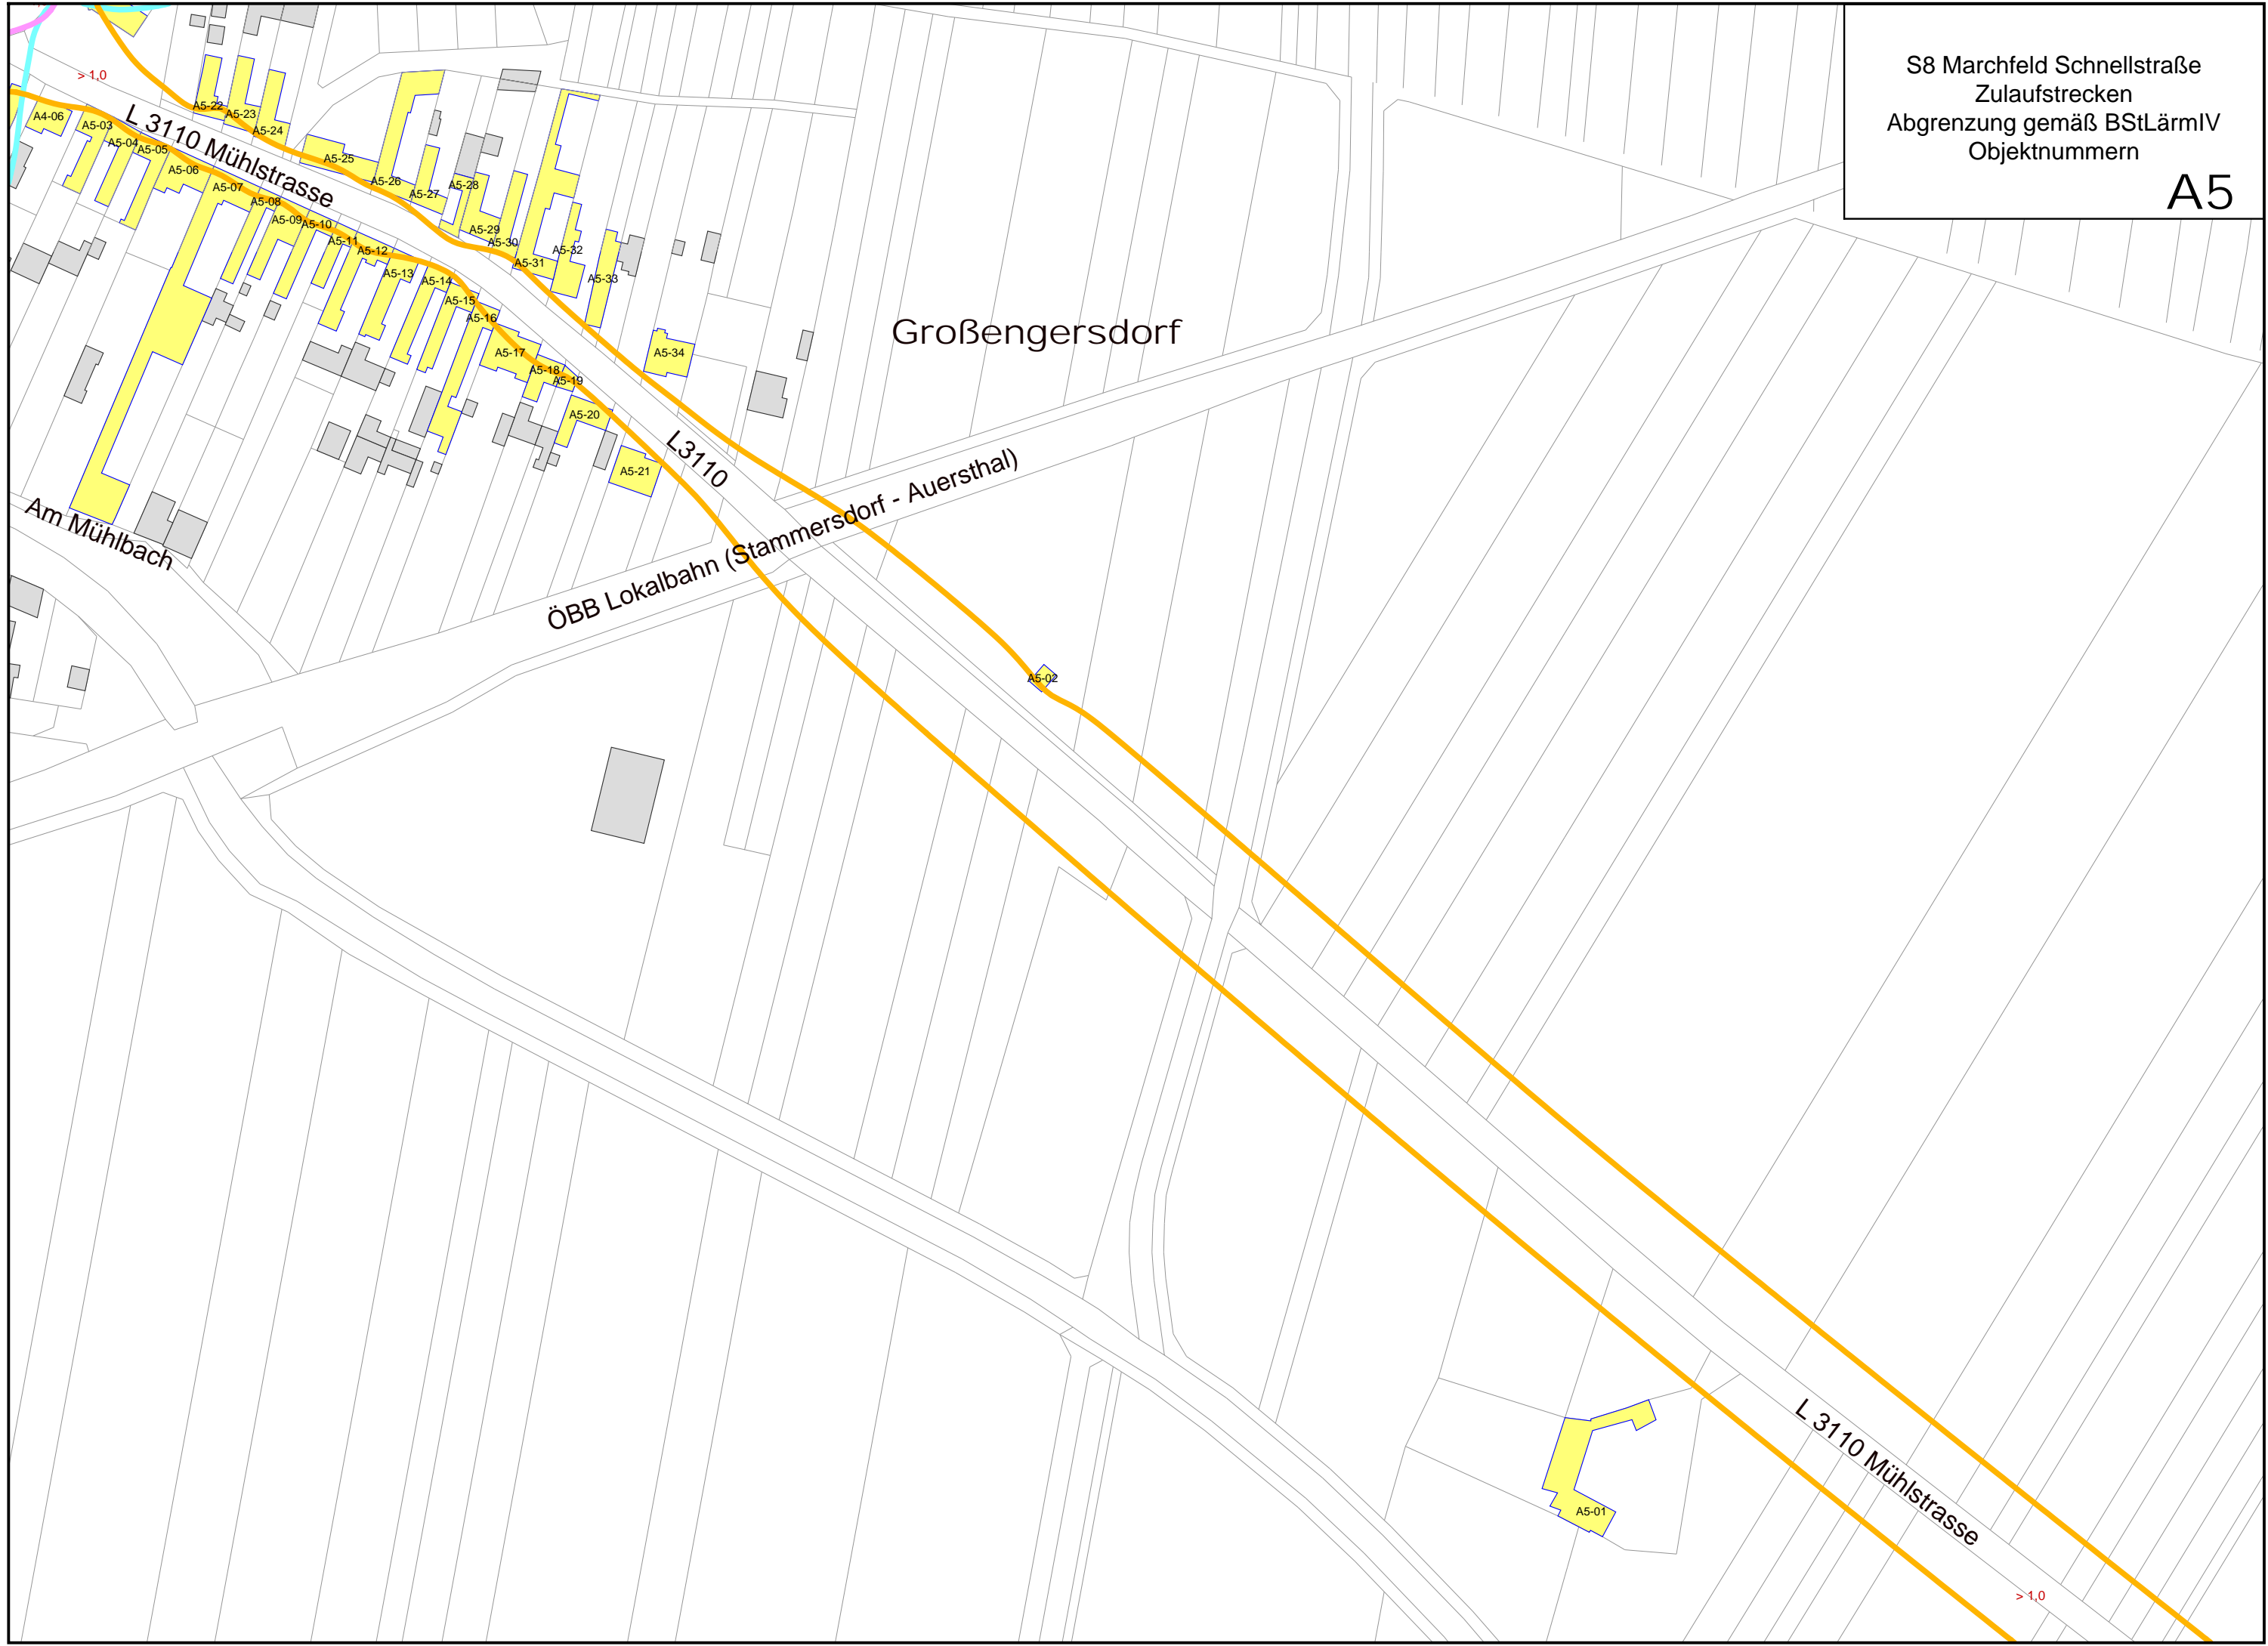 S8 Marchfeld Schnellstraße
Zulaufstrecken
Abgrenzung gemäß BStLärmIV
Objektnummern
A5
> 1,0
L 3110 Mühlstrasse
A4-06
A5-03
A5-04
A5-05
A5-06
A5-07
A5-08
A5-09
A5-10
A5-11
A5-12
A5-13
A5-14
A5-15
A5-16
A5-17
A5-18
A5-19
A5-20
A5-21
A5-22
A5-23
A5-24
A5-25
A5-26
A5-27
A5-28
A5-29
A5-30
A5-31
A5-32
A5-33
A5-34
Großengersdorf
L3110
ÖBB Lokalbahn (Stammersdorf - Auersthal)
Am Mühlbach
A5-02
A5-01
L 3110 Mühlstrasse
> 1,0